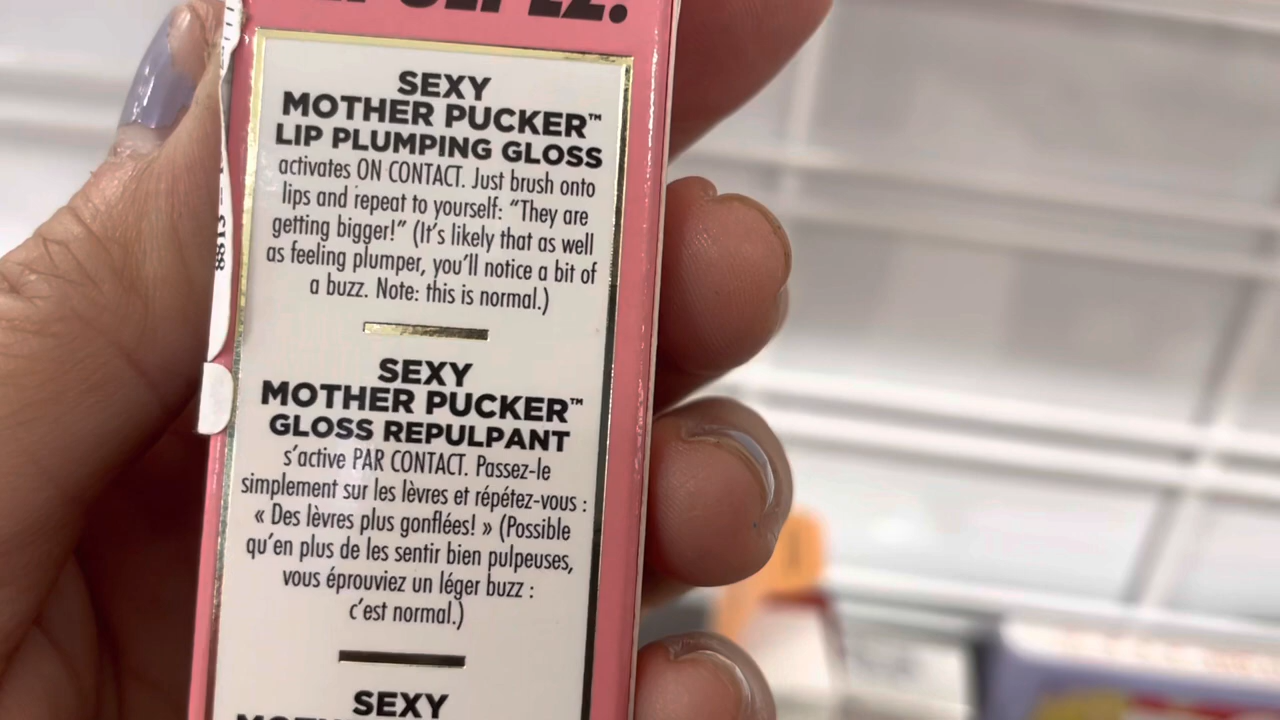 SEXY
MOTHER PUCKER™
LIP PLUMPING GLOSS
activates ON CONTACT. Just brush onto
lips and repeat to yourself: “They are
getting bigger!” (It’s likely that as well
as feeling plumper, you’ll notice a bit of
a buzz. Note: this is normal.)
SEXY
MOTHER PUCKER™
GLOSS REPULPANT
s’active PAR CONTACT. Passez-le
simplement sur les lèvres et répétez-vous :
« Des lèvres plus gonflées! » (Possible
qu’en plus de les sentir bien pulpeuses,
vous éprouviez un léger buzz :
c’est normal.)
SEXY